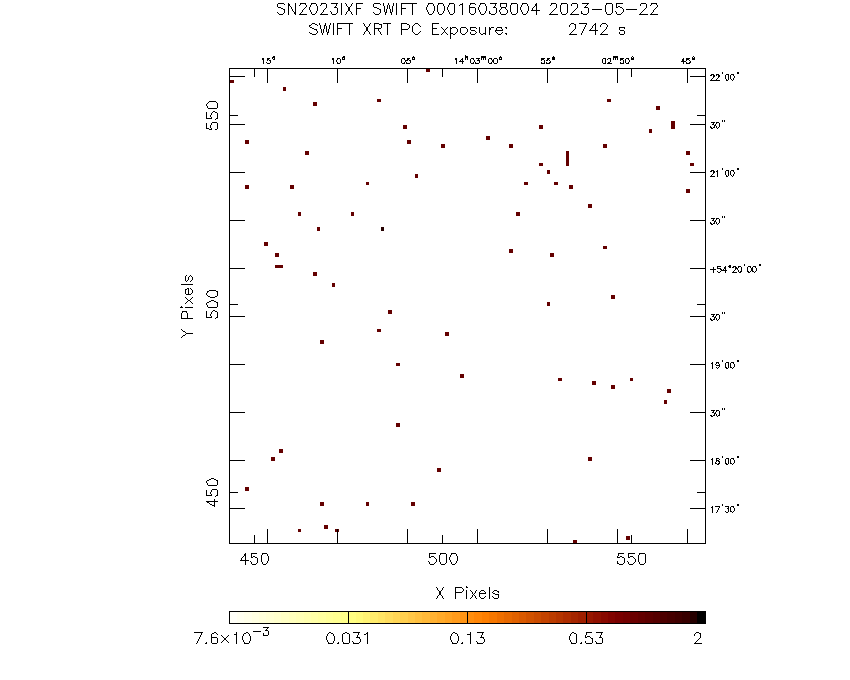 SN2023IXF SWIFT 00016038004 2023-05-22
SWIFT XRT PC Exposure: 2742 s
15ˢ 10ˢ 05ˢ 14ʰ03ᵐ00ˢ 55ˢ 02ᵐ50ˢ 45ˢ
22'00"
550
30"
21'00"
30"
+54°20'00"
500
30"
Y Pixels
19'00"
30"
18'00"
450
17'30"
450 500 550
X Pixels
7.6×10⁻³ 0.031 0.13 0.53 2